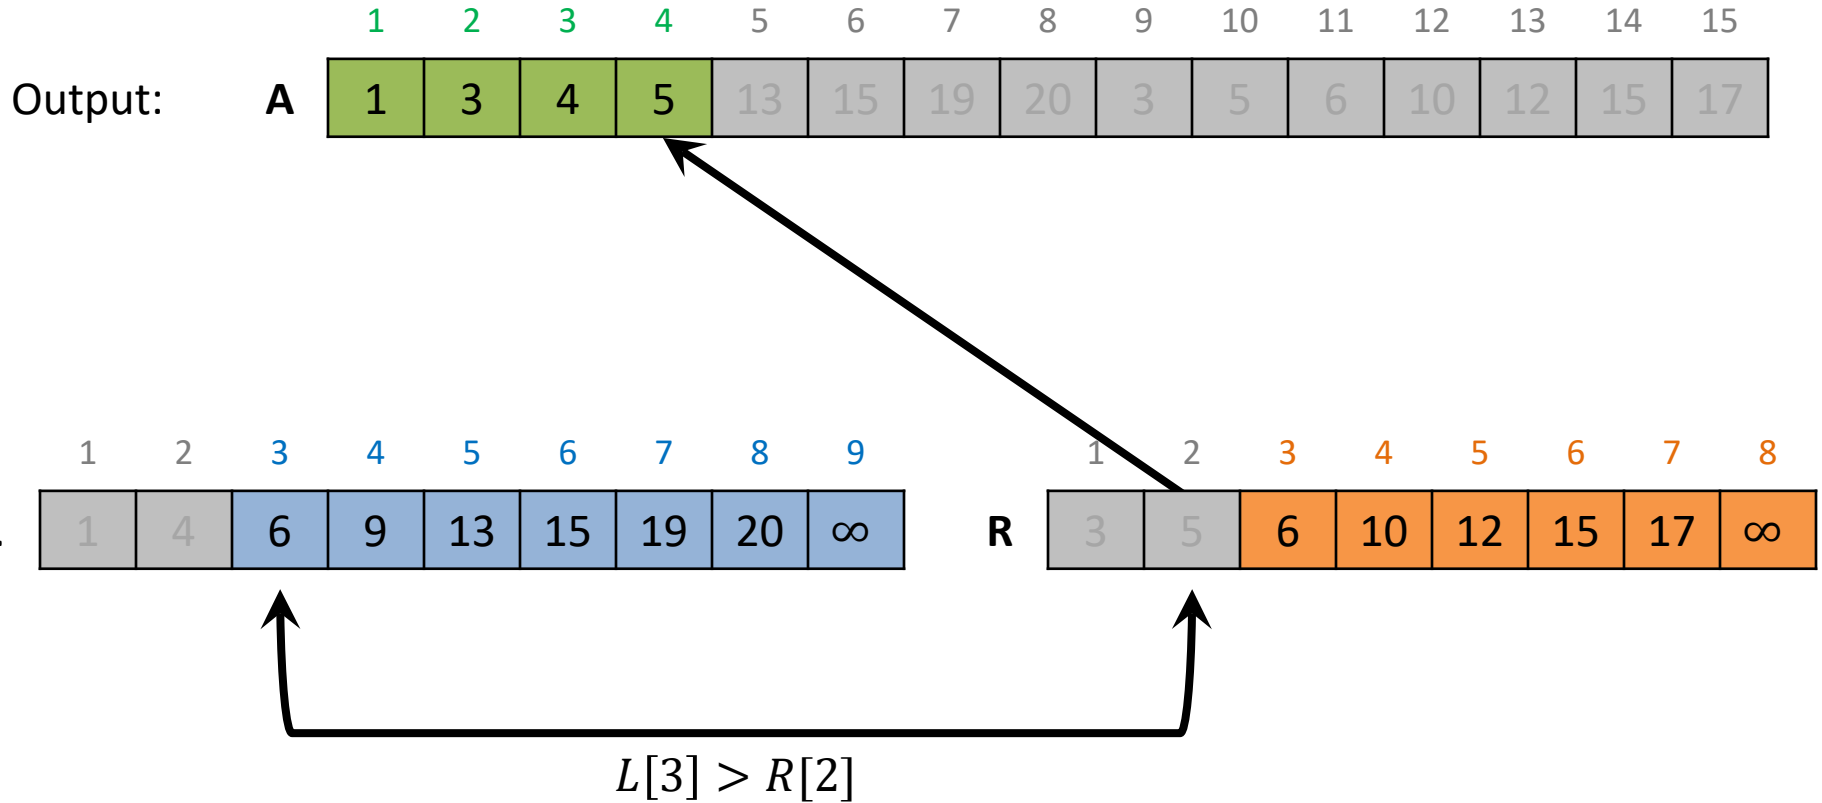 1 2 3 4 5 6 7 8 9 10 11 12 13 14 15
Output: A 1 3 4 5 13 15 19 20 3 5 6 10 12 15 17
1 2 3 4 5 6 7 8 9 1 2 3 4 5 6 7 8
1 4 6 9 13 15 19 20 ∞ R 3 5 6 10 12 15 17 ∞
L[3] > R[2]